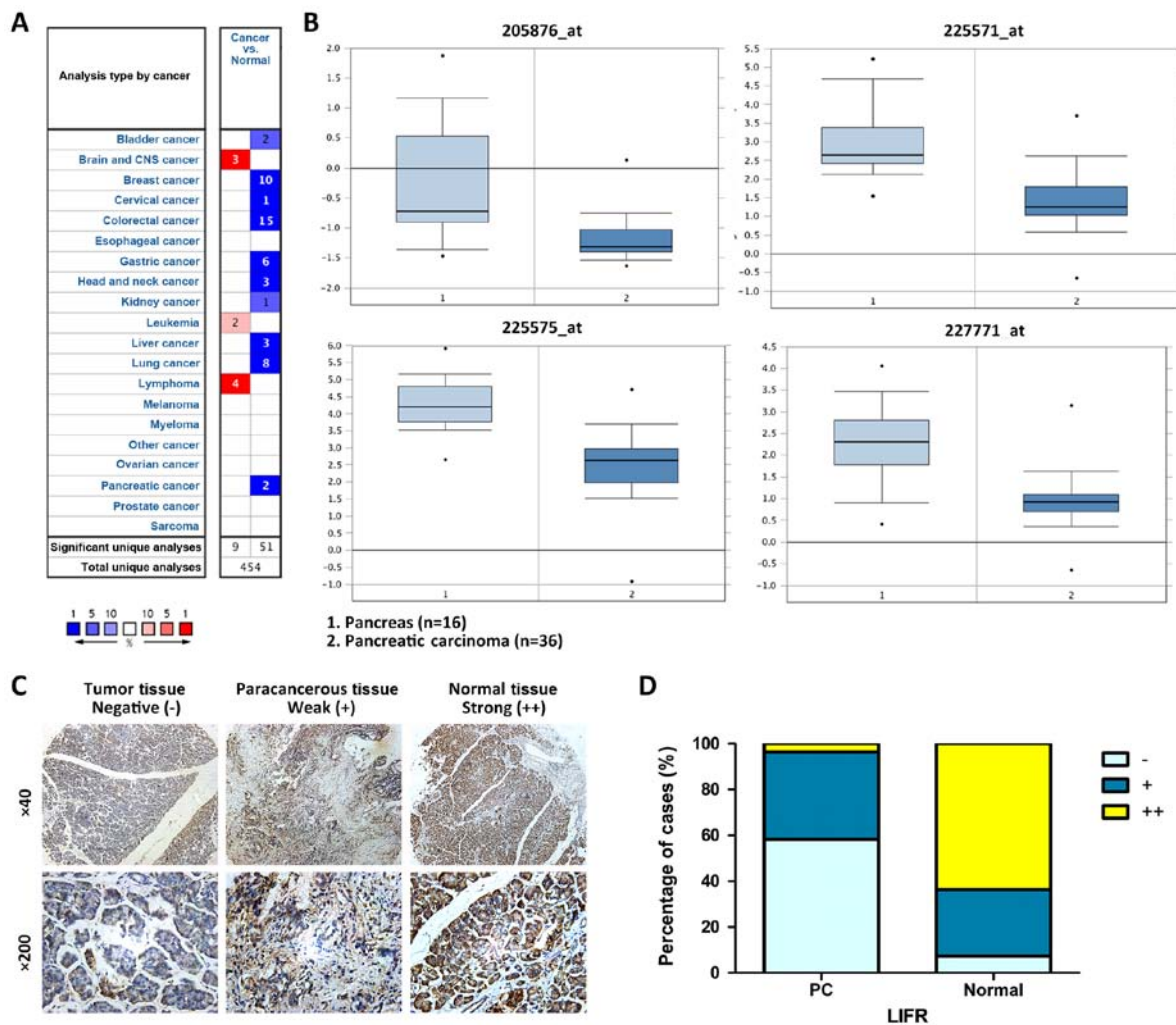 A
Analysis type by cancer
Cancer
vs.
Normal
Bladder cancer 2
Brain and CNS cancer 3
Breast cancer 10
Cervical cancer 1
Colorectal cancer 15
Esophageal cancer
Gastric cancer 6
Head and neck cancer 3
Kidney cancer 1
Leukemia 2
Liver cancer 3
Lung cancer 8
Lymphoma 4
Melanoma
Myeloma
Other cancer
Ovarian cancer
Pancreatic cancer 2
Prostate cancer
Sarcoma
Significant unique analyses 9 51
Total unique analyses 454
1 5 10 10 5 1
%
B
205876_at
2.0
1.5
1.0
0.5
0.0
-0.5
-1.0
-1.5
-2.0
1 2
225571_at
5.5
5.0
4.5
4.0
3.5
3.0
2.5
2.0
1.5
1.0
0.5
0.0
-0.5
-1.0
1 2
225575_at
6.0
5.5
5.0
4.5
4.0
3.5
3.0
2.5
2.0
1.5
1.0
0.5
0.0
-0.5
-1.0
1 2
227771_at
4.5
4.0
3.5
3.0
2.5
2.0
1.5
1.0
0.5
0.0
-0.5
-1.0
1 2
1. Pancreas (n=16)
2. Pancreatic carcinoma (n=36)
C
Tumor tissue
Negative (-)
Paracancerous tissue
Weak (+)
Normal tissue
Strong (++)
×40
×200
D
Percentage of cases (%)
100
80
60
40
20
0
PC Normal
LIFR
-
+
++